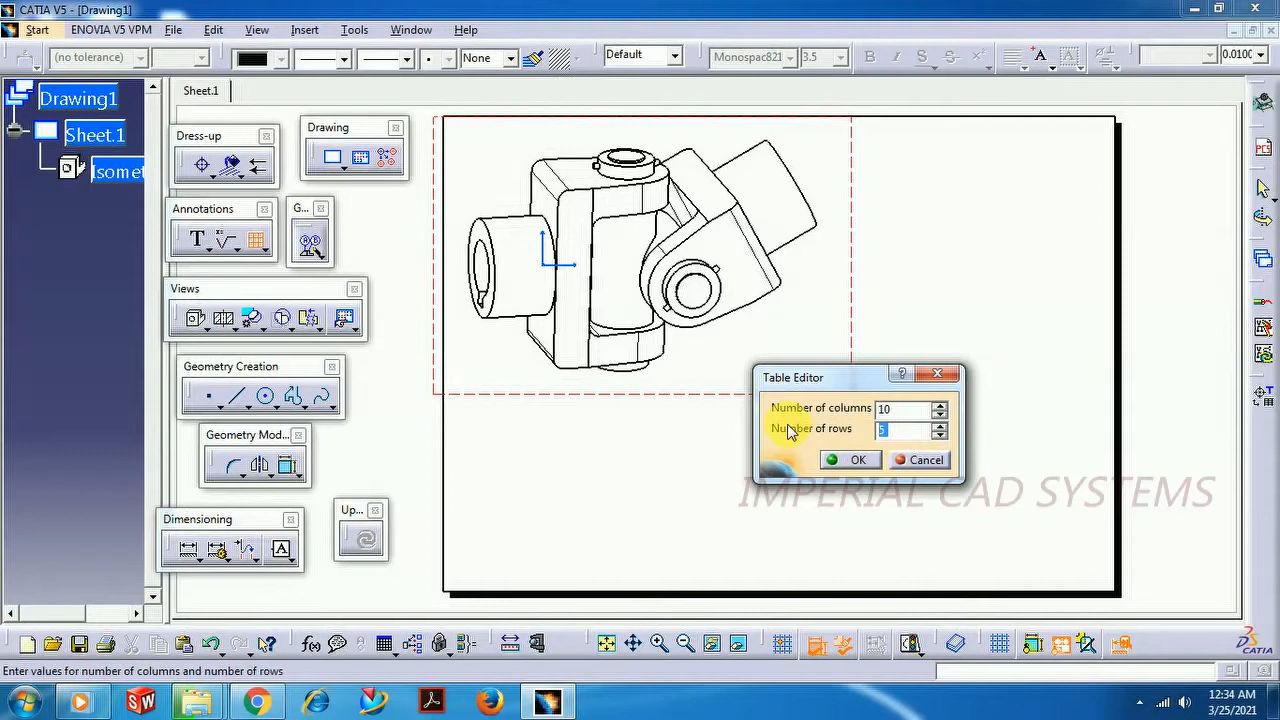 CATIA V5 - [Drawing1]
Start ENOVIA V5 VPM File Edit View Insert Tools Window Help
(no tolerance) None Default Monospac821 3.5 B I S S 0.0100
Sheet.1
Drawing1
Sheet.1
Isomet
Dress-up
Drawing
Annotations
G...
Views
Geometry Creation
Geometry Mod...
Dimensioning
Up...
Table Editor
Number of columns 10
Number of rows 5
OK Cancel
IMPERIAL CAD SYSTEMS
Enter values for number of columns and number of rows
CATIA
12:34 AM
3/25/2021